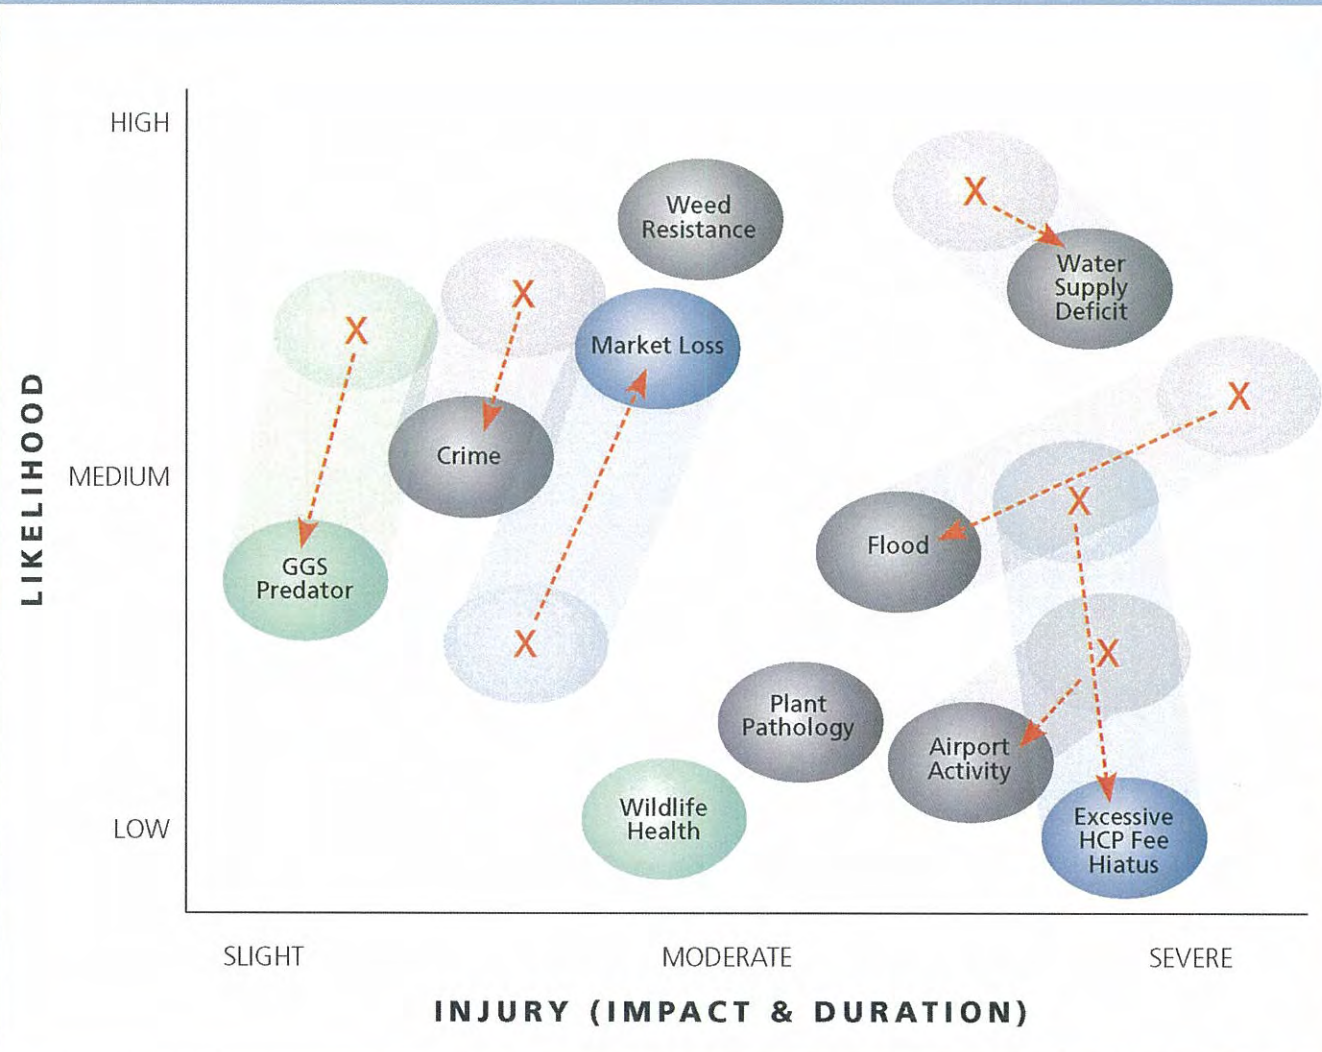 HIGH
Weed
Resistance
X
Water
Supply
Deficit
X
X
Market Loss
X
LIKELIHOOD
Crime
MEDIUM
X
Flood
GGS
Predator
X
X
Plant
Pathology
Airport
Activity
Wildlife
Health
LOW
Excessive
HCP Fee
Hiatus
SLIGHT
MODERATE
SEVERE
INJURY (IMPACT & DURATION)